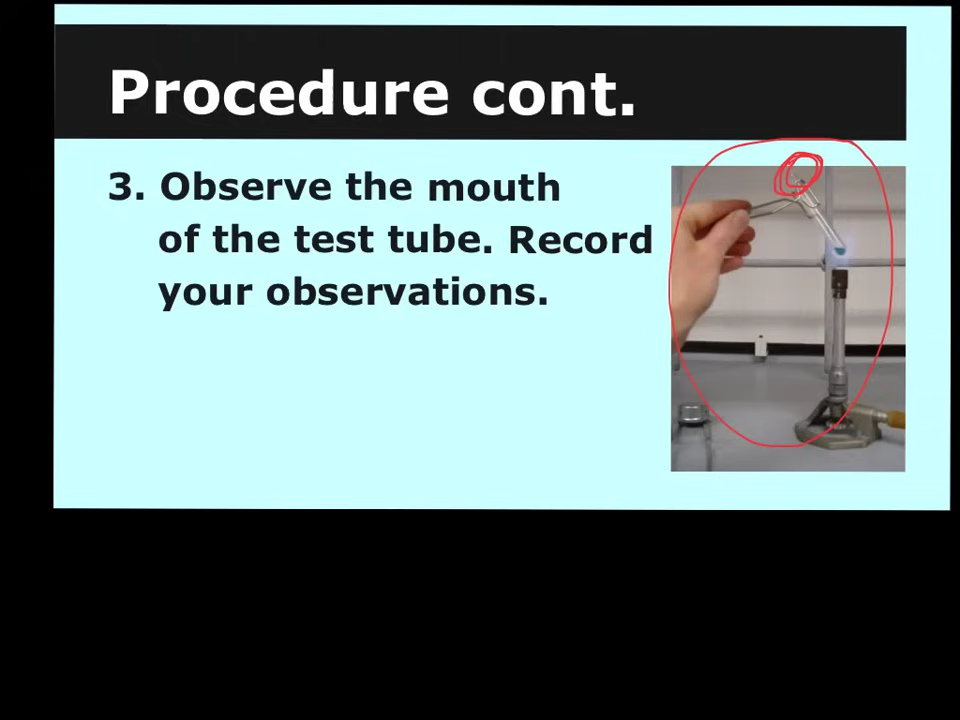 Procedure cont.
3. Observe the mouth
of the test tube. Record
your observations.